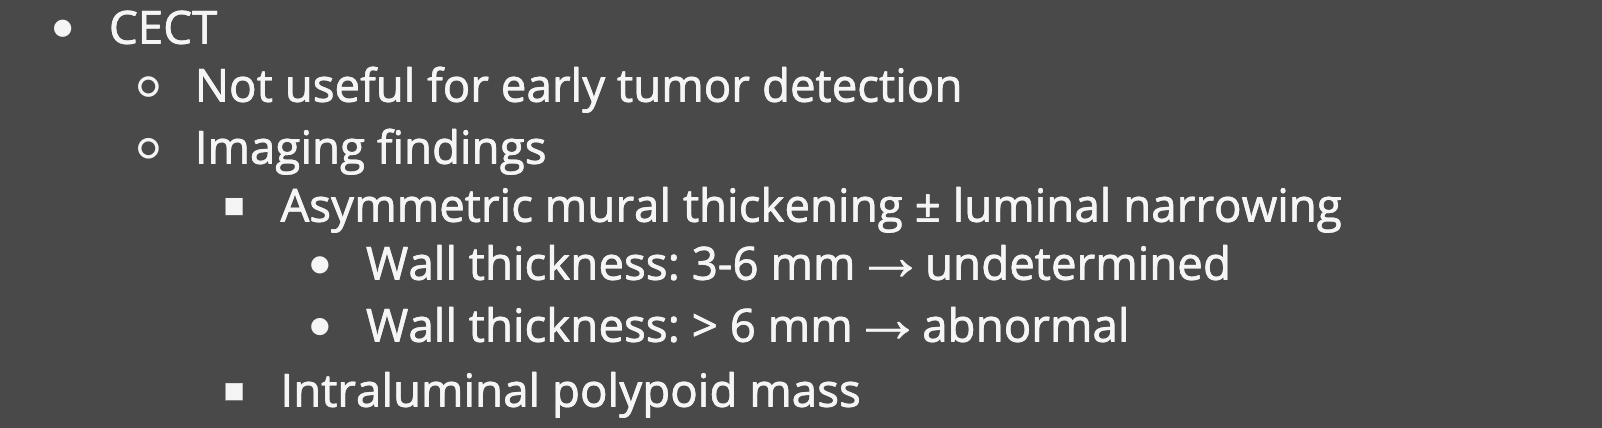 • CECT
○ Not useful for early tumor detection
○ Imaging findings
▪ Asymmetric mural thickening ± luminal narrowing
• Wall thickness: 3-6 mm → undetermined
• Wall thickness: > 6 mm → abnormal
▪ Intraluminal polypoid mass